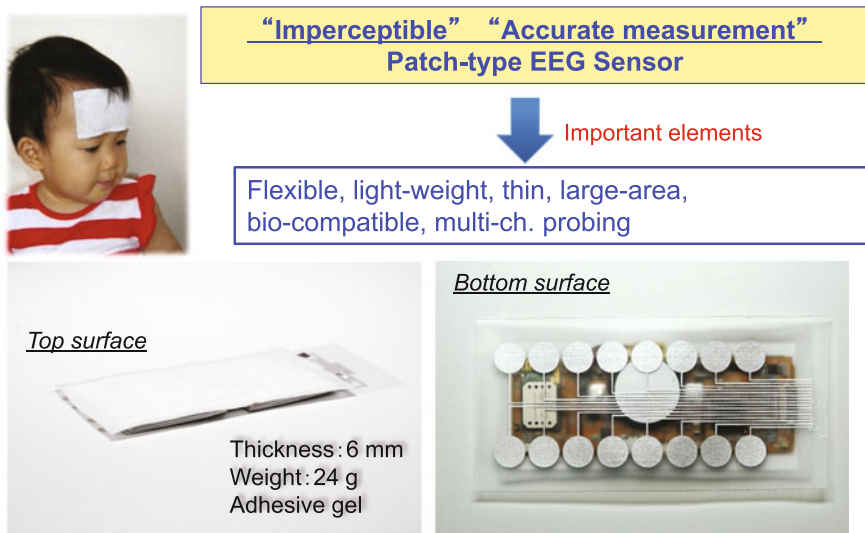 “Imperceptible” “Accurate measurement”
Patch-type EEG Sensor
Important elements
Flexible, light-weight, thin, large-area,
bio-compatible, multi-ch. probing
Top surface
Thickness : 6 mm
Weight : 24 g
Adhesive gel
Bottom surface